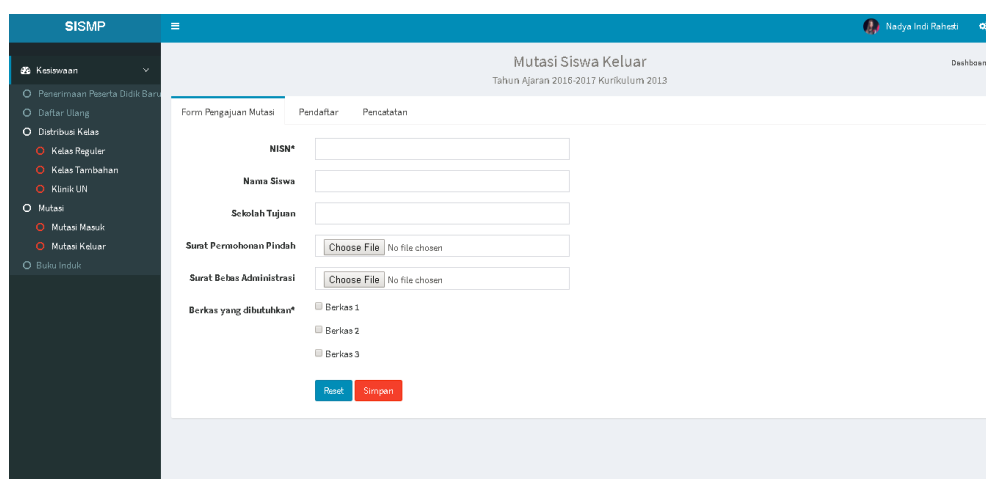 SISMP
Nadya Indi Rahesti
Kesiswaan
Mutasi Siswa Keluar
Tahun Ajaran 2016-2017 Kurikulum 2013
Penerimaan Peserta Didik Baru
Daftar Ulang
Distribusi Kelas
Kelas Reguler
Kelas Tambahan
Klinik UN
Mutasi
Mutasi Masuk
Mutasi Keluar
Buku Induk
Form Pengajuan Mutasi Pendaftar Pencatatan
NISN*
Nama Siswa
Sekolah Tujuan
Surat Permohonan Pindah Choose File No file chosen
Surat Bebas Administrasi Choose File No file chosen
Berkas yang dibutuhkan* Berkas 1
Berkas 2
Berkas 3
Reset Simpan